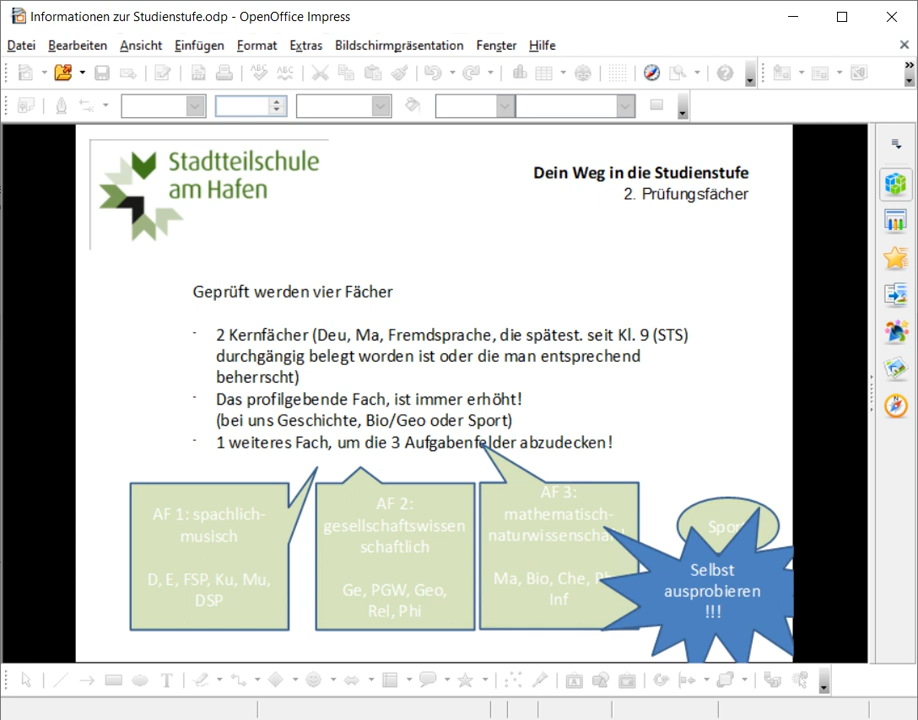 Informationen zur Studienstufe.odp - OpenOffice Impress
Datei Bearbeiten Ansicht Einfügen Format Extras Bildschirmpräsentation Fenster Hilfe
Stadtteilschule
am Hafen
Dein Weg in die Studienstufe
2. Prüfungsfächer
Geprüft werden vier Fächer
- 2 Kernfächer (Deu, Ma, Fremdsprache, die spätest. seit Kl. 9 (STS)
durchgängig belegt worden ist oder die man entsprechend
beherrscht)
- Das profilgebende Fach, ist immer erhöht!
(bei uns Geschichte, Bio/Geo oder Sport)
- 1 weiteres Fach, um die 3 Aufgabenfelder abzudecken!
AF 1: spachlich-
musisch
D, E, FSP, Ku, Mu,
DSP
AF 2:
gesellschaftswissen
schaftlich
Ge, PGW, Geo,
Rel, Phi
AF 3:
mathematisch-
Ma, Bio, Che,
Inf
Selbst
ausprobieren
!!!